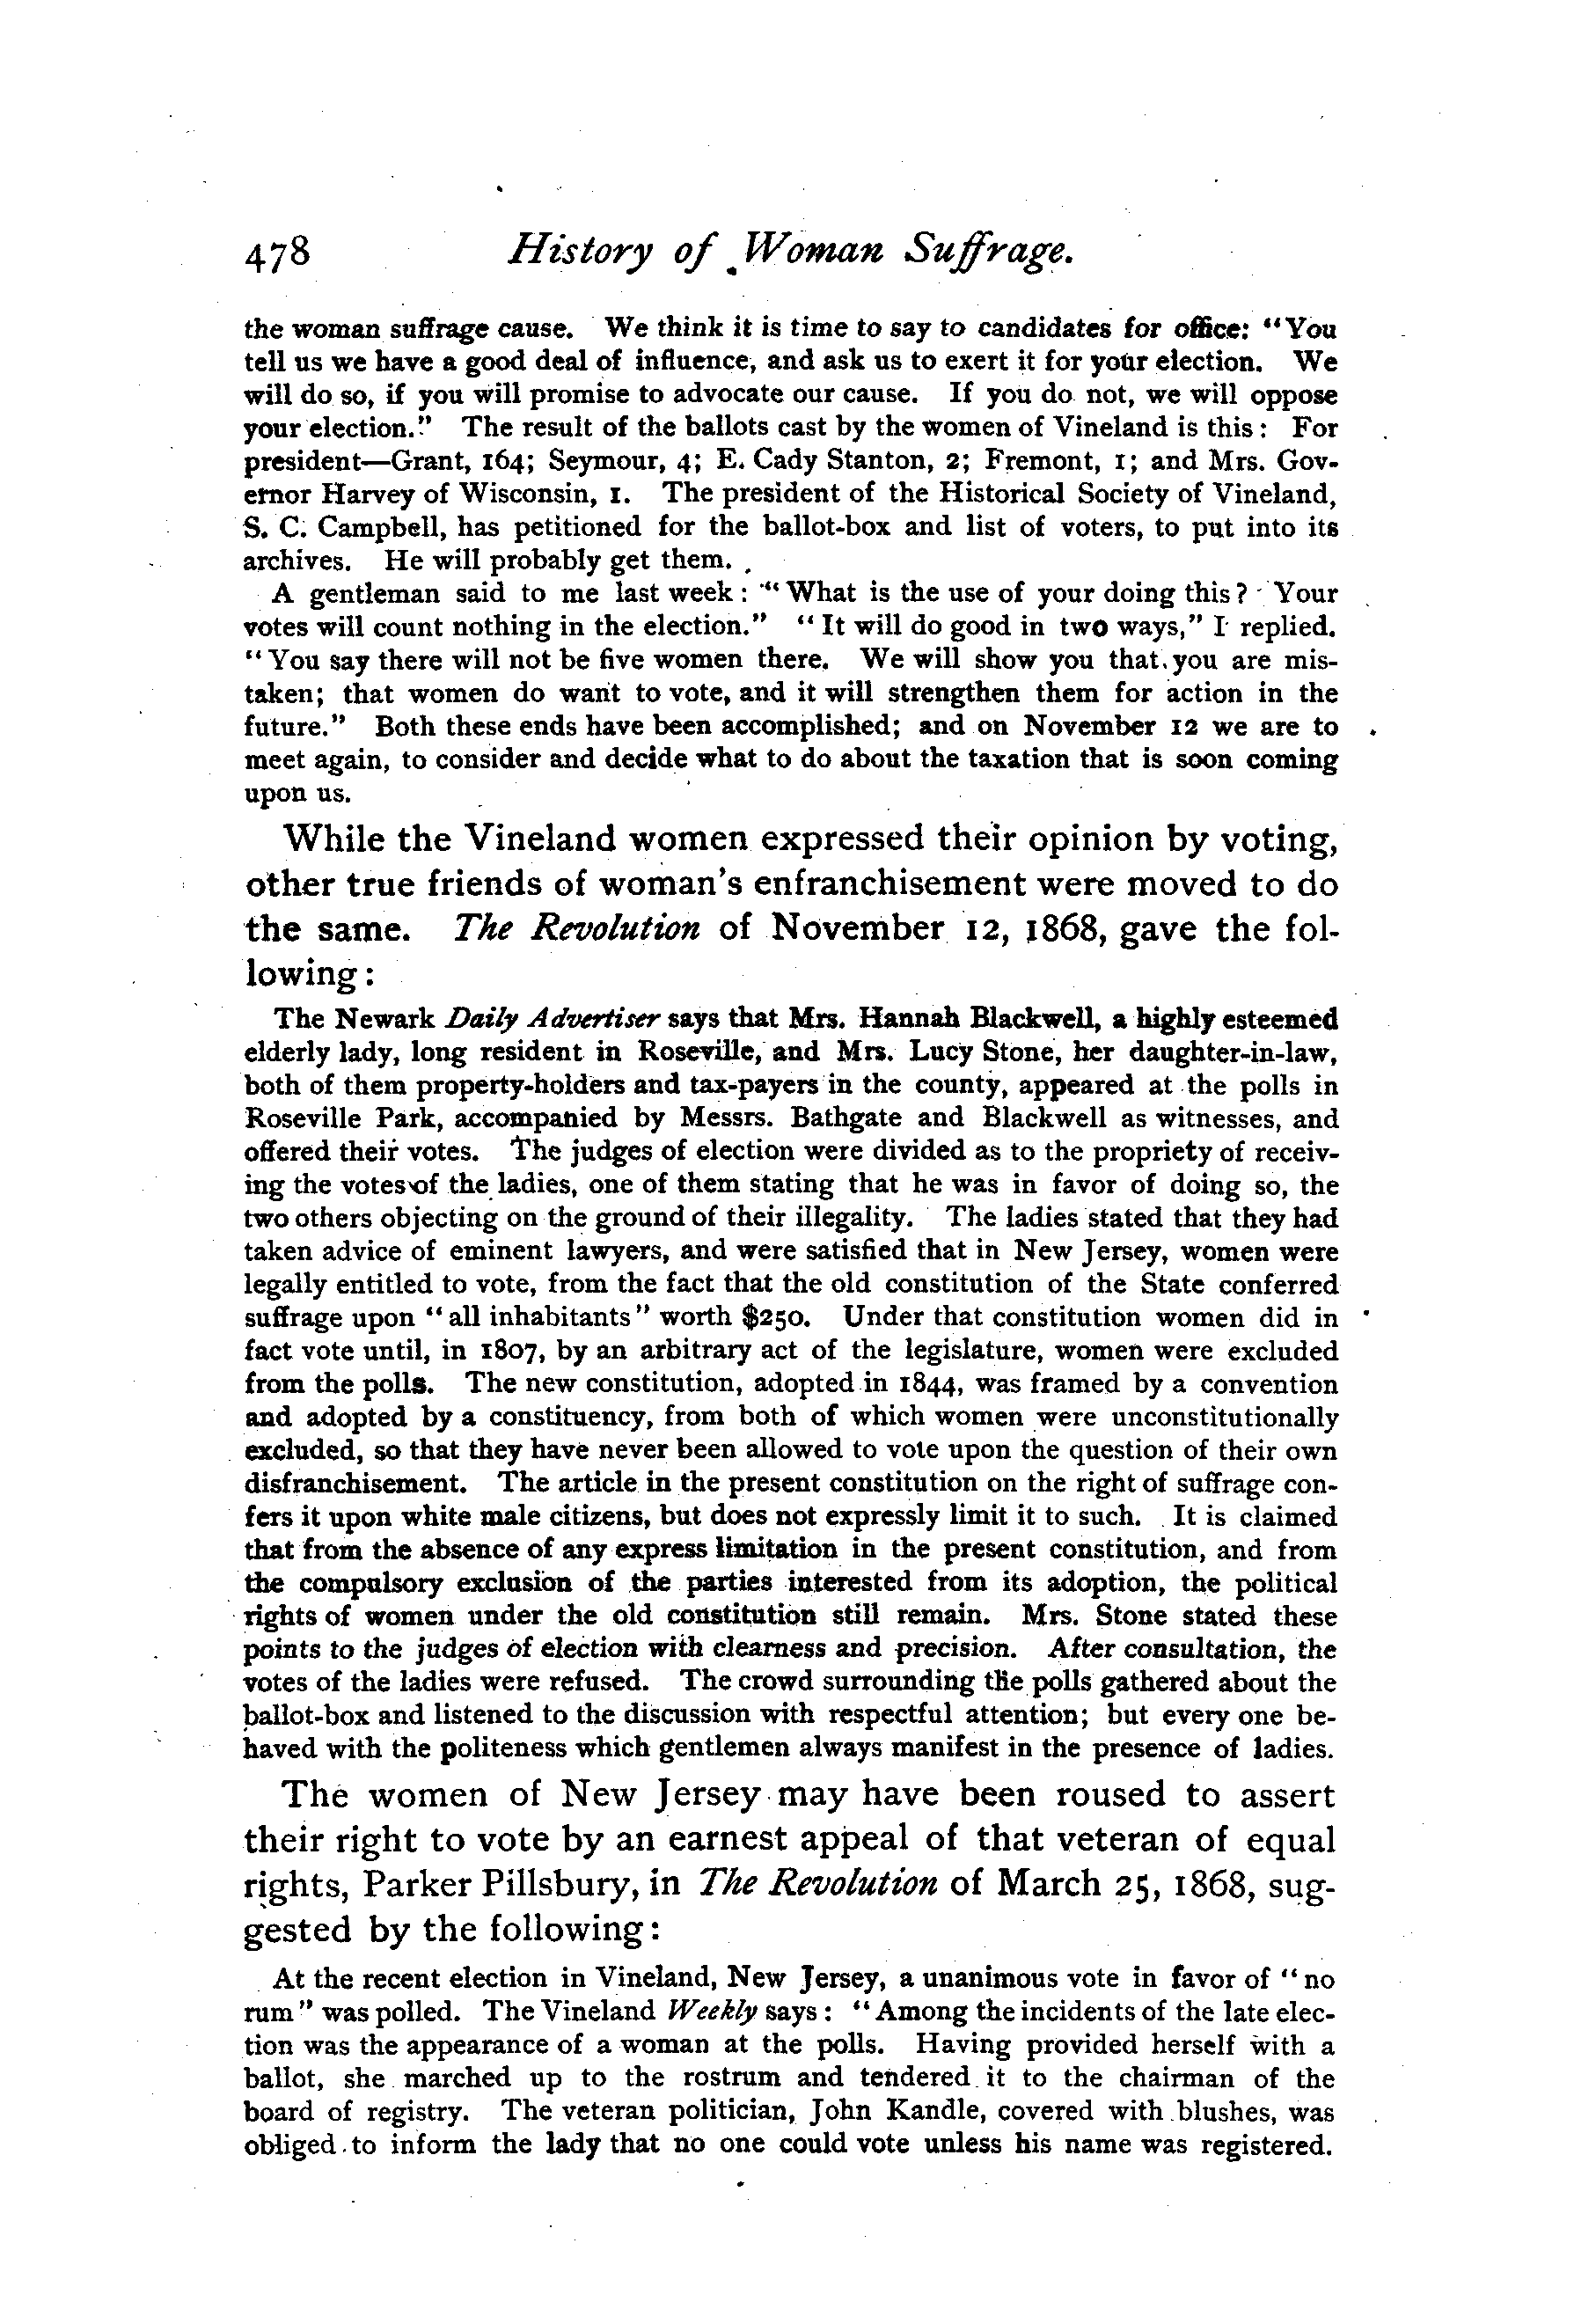 478 History of Woman Suffrage.
the woman suffrage cause. We think it is time to say to candidates for office: "You
tell us we have a good deal of influence, and ask us to exert it for your election. We
will do so, if you will promise to advocate our cause. If you do not, we will oppose
your election." The result of the ballots cast by the women of Vineland is this: For
president—Grant, 164; Seymour, 4; E. Cady Stanton, 2; Fremont, 1; and Mrs. Gov-
ernor Harvey of Wisconsin, 1. The president of the Historical Society of Vineland,
S. C. Campbell, has petitioned for the ballot-box and list of voters, to put into its
archives. He will probably get them.
A gentleman said to me last week: "What is the use of your doing this? Your
votes will count nothing in the election." "It will do good in two ways," I replied.
"You say there will not be five women there. We will show you that you are mis-
taken; that women do want to vote, and it will strengthen them for action in the
future." Both these ends have been accomplished; and on November 12 we are to
meet again, to consider and decide what to do about the taxation that is soon coming
upon us.
While the Vineland women expressed their opinion by voting,
other true friends of woman's enfranchisement were moved to do
the same. The Revolution of November 12, 1868, gave the fol-
lowing:
The Newark Daily Advertiser says that Mrs. Hannah Blackwell, a highly esteemed
elderly lady, long resident in Roseville, and Mrs. Lucy Stone, her daughter-in-law,
both of them property-holders and tax-payers in the county, appeared at the polls in
Roseville Park, accompanied by Messrs. Bathgate and Blackwell as witnesses, and
offered their votes. The judges of election were divided as to the propriety of receiv-
ing the votes of the ladies, one of them stating that he was in favor of doing so, the
two others objecting on the ground of their illegality. The ladies stated that they had
taken advice of eminent lawyers, and were satisfied that in New Jersey, women were
legally entitled to vote, from the fact that the old constitution of the State conferred
suffrage upon "all inhabitants" worth $250. Under that constitution women did in
fact vote until, in 1807, by an arbitrary act of the legislature, women were excluded
from the polls. The new constitution, adopted in 1844, was framed by a convention
and adopted by a constituency, from both of which women were unconstitutionally
excluded, so that they have never been allowed to vote upon the question of their own
disfranchisement. The article in the present constitution on the right of suffrage con-
fers it upon white male citizens, but does not expressly limit it to such. It is claimed
that from the absence of any express limitation in the present constitution, and from
the compulsory exclusion of the parties interested from its adoption, the political
rights of women under the old constitution still remain. Mrs. Stone stated these
points to the judges of election with clearness and precision. After consultation, the
votes of the ladies were refused. The crowd surrounding the polls gathered about the
ballot-box and listened to the discussion with respectful attention; but every one be-
haved with the politeness which gentlemen always manifest in the presence of ladies.
The women of New Jersey may have been roused to assert
their right to vote by an earnest appeal of that veteran of equal
rights, Parker Pillsbury, in The Revolution of March 25, 1868, sug-
gested by the following:
At the recent election in Vineland, New Jersey, a unanimous vote in favor of "no
rum" was polled. The Vineland Weekly says: "Among the incidents of the late elec-
tion was the appearance of a woman at the polls. Having provided herself with a
ballot, she marched up to the rostrum and tendered it to the chairman of the
board of registry. The veteran politician, John Kandle, covered with blushes, was
obliged to inform the lady that no one could vote unless his name was registered.